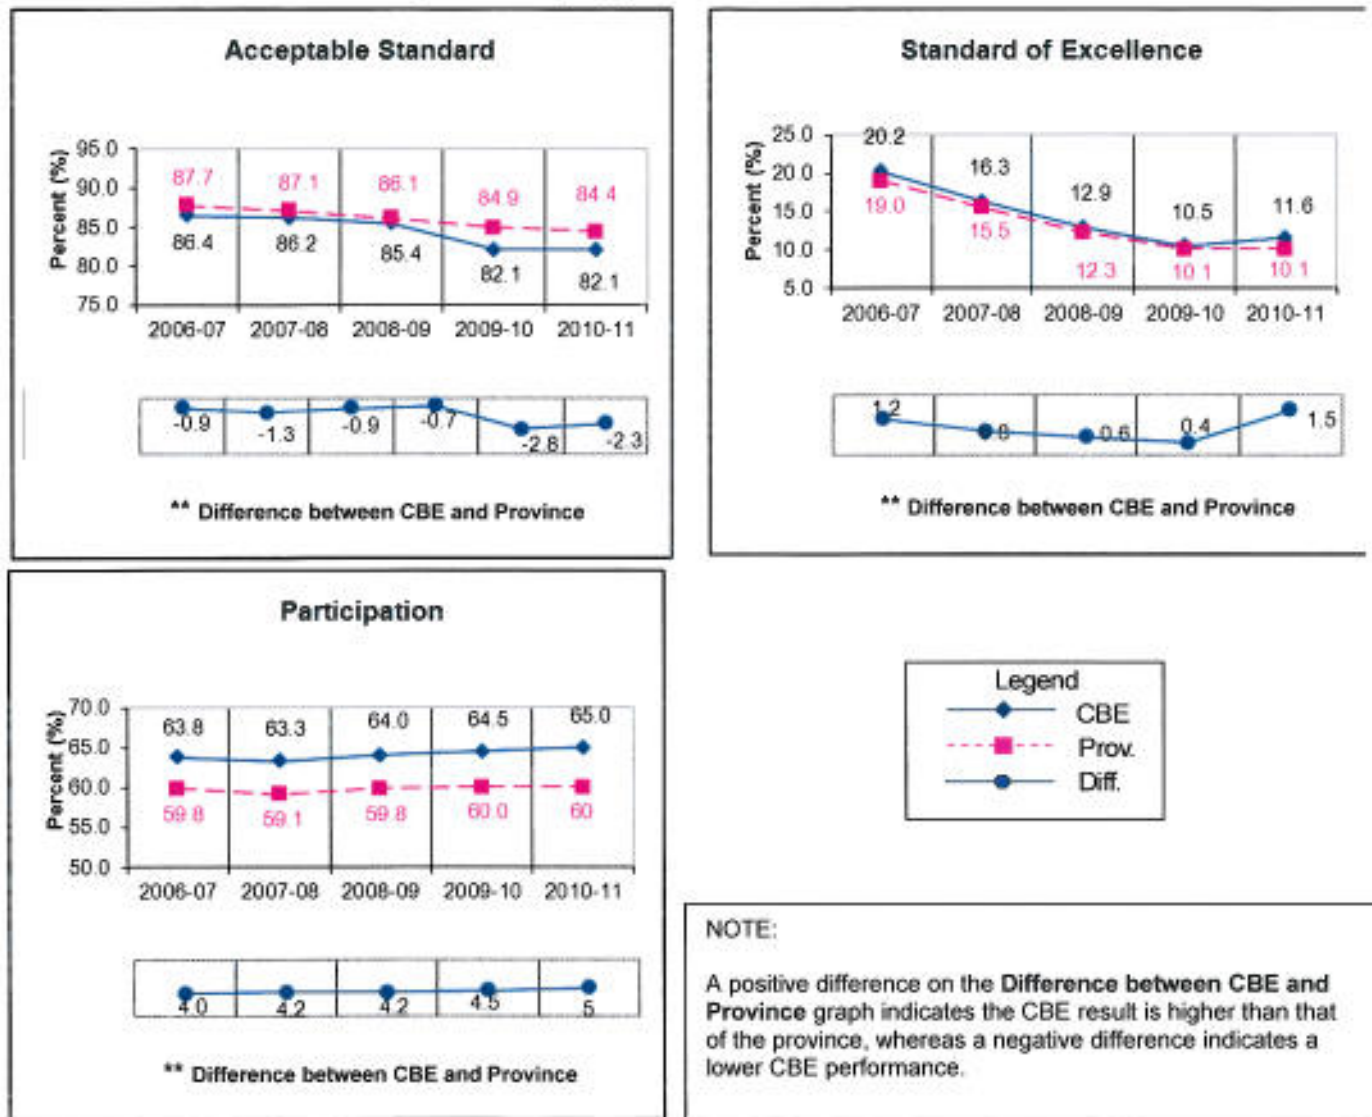 Acceptable Standard
Percent (%)
95.0
90.0
85.0
80.0
75.0
87.7 87.1 86.1 84.9 84.4
86.4 86.2 85.4 82.1 82.1
2006-07 2007-08 2008-09 2009-10 2010-11
-0.9 -1.3 -0.9 -0.7 -2.8 -2.3
** Difference between CBE and Province
Standard of Excellence
Percent (%)
25.0
20.0
15.0
10.0
5.0
20.2 16.3 12.9 10.5 11.6
19.0 15.5 12.3 10.1 10.1
2006-07 2007-08 2008-09 2009-10 2010-11
1.2 8 0.6 0.4 1.5
** Difference between CBE and Province
Participation
Percent (%)
70.0
65.0
60.0
55.0
50.0
63.8 63.3 64.0 64.5 65.0
59.8 59.1 59.8 60.0 60
2006-07 2007-08 2008-09 2009-10 2010-11
4.0 4.2 4.2 4.5 5
** Difference between CBE and Province
Legend
CBE
Prov.
Diff.
NOTE:
A positive difference on the Difference between CBE and
Province graph indicates the CBE result is higher than that
of the province, whereas a negative difference indicates a
lower CBE performance.